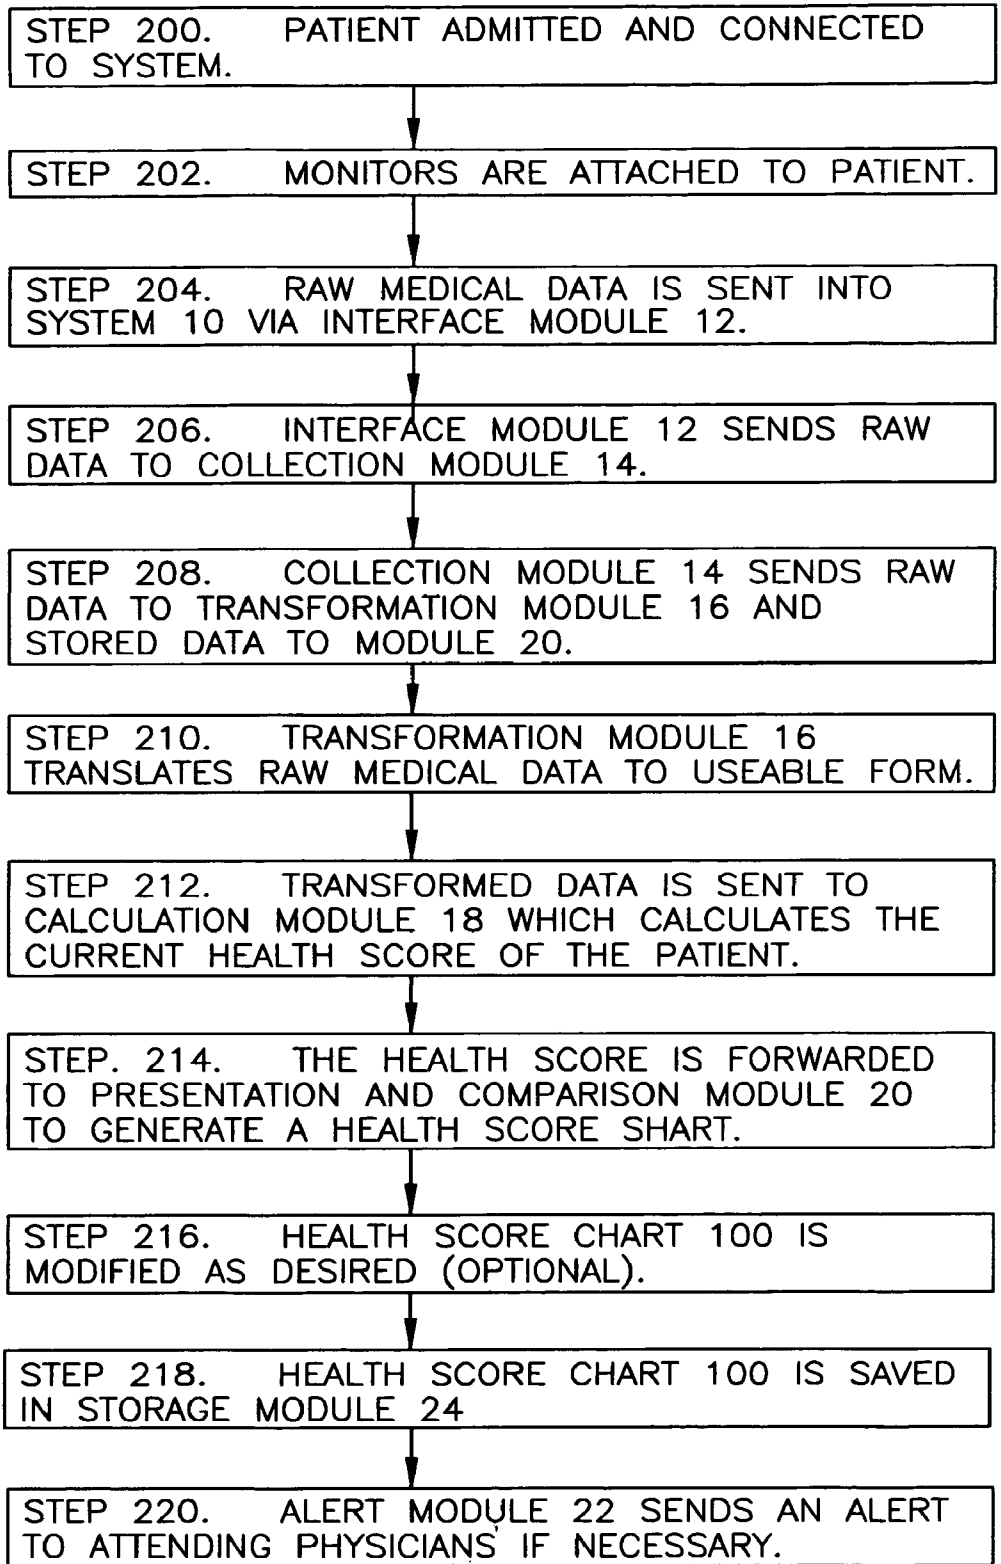 STEP 200. PATIENT ADMITTED AND CONNECTED
TO SYSTEM.
STEP 202. MONITORS ARE ATTACHED TO PATIENT.
STEP 204. RAW MEDICAL DATA IS SENT INTO
SYSTEM 10 VIA INTERFACE MODULE 12.
STEP 206. INTERFACE MODULE 12 SENDS RAW
DATA TO COLLECTION MODULE 14.
STEP 208. COLLECTION MODULE 14 SENDS RAW
DATA TO TRANSFORMATION MODULE 16 AND
STORED DATA TO MODULE 20.
STEP 210. TRANSFORMATION MODULE 16
TRANSLATES RAW MEDICAL DATA TO USEABLE FORM.
STEP 212. TRANSFORMED DATA IS SENT TO
CALCULATION MODULE 18 WHICH CALCULATES THE
CURRENT HEALTH SCORE OF THE PATIENT.
STEP. 214. THE HEALTH SCORE IS FORWARDED
TO PRESENTATION AND COMPARISON MODULE 20
TO GENERATE A HEALTH SCORE SHART.
STEP 216. HEALTH SCORE CHART 100 IS
MODIFIED AS DESIRED (OPTIONAL).
STEP 218. HEALTH SCORE CHART 100 IS SAVED
IN STORAGE MODULE 24
STEP 220. ALERT MODULE 22 SENDS AN ALERT
TO ATTENDING PHYSICIANS IF NECESSARY.